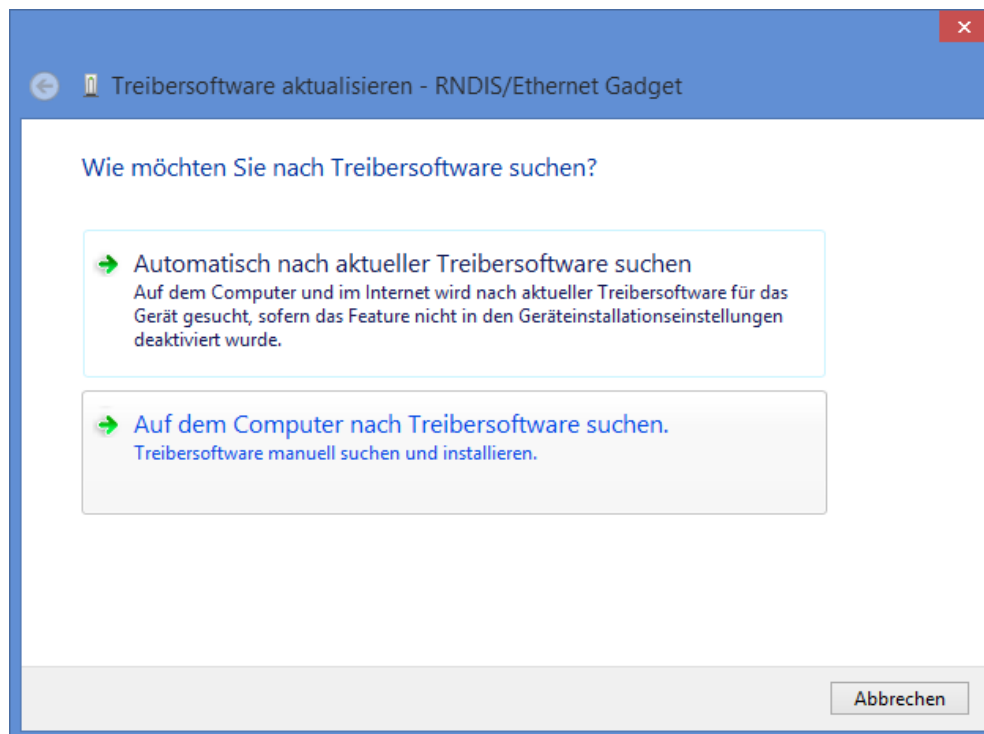 Treibersoftware aktualisieren - RNDIS/Ethernet Gadget
Wie möchten Sie nach Treibersoftware suchen?
Automatisch nach aktueller Treibersoftware suchen
Auf dem Computer und im Internet wird nach aktueller Treibersoftware für das
Gerät gesucht, sofern das Feature nicht in den Geräteinstallationseinstellungen
deaktiviert wurde.
Auf dem Computer nach Treibersoftware suchen.
Treibersoftware manuell suchen und installieren.
Abbrechen